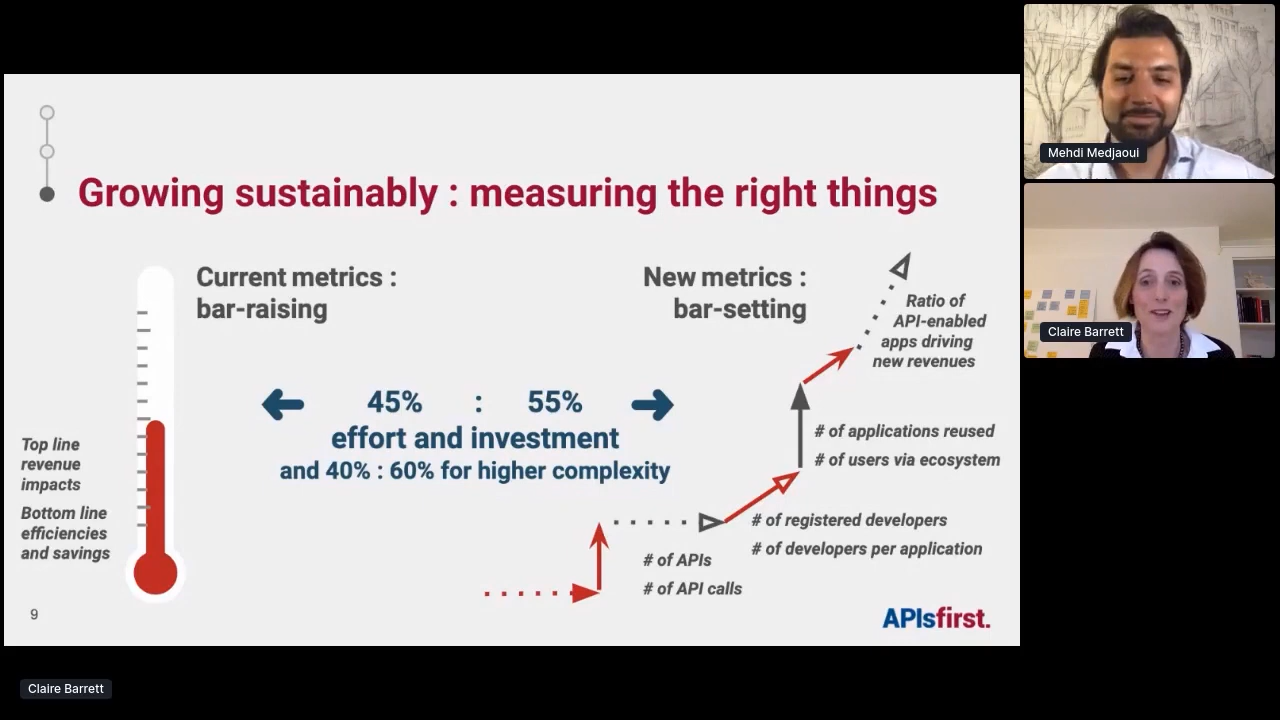 Growing sustainably : measuring the right things
Current metrics :
bar-raising
New metrics :
bar-setting
Ratio of
API-enabled
apps driving
new revenues
45% : 55%
effort and investment
and 40% : 60% for higher complexity
Top line
revenue
impacts
Bottom line
efficiencies
and savings
# of applications reused
# of users via ecosystem
# of registered developers
# of developers per application
# of APIs
# of API calls
9
APIsfirst.
Mehdi Medjaoui
Claire Barrett
Claire Barrett